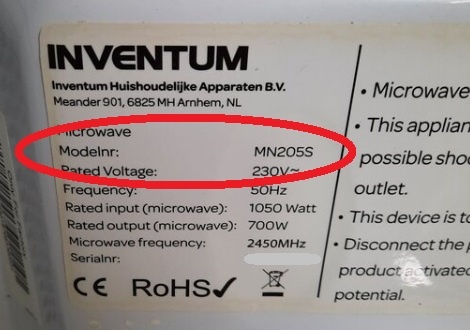 INVENTUM
Inventum Huishoudelijke Apparaten B.V.
Meander 901, 6825 MH Arnhem, NL
Microwave
Modelnr: MN205S
Rated Voltage: 230V~
Frequency: 50Hz
Rated input (microwave): 1050 Watt
Rated output (microwave): 700W
Microwave frequency: 2450MHz
Serialnr:
CE RoHS✓
• Microwave
• This applian
possible sho
outlet.
• This device is to
• Disconnect the p
product activated
potential.